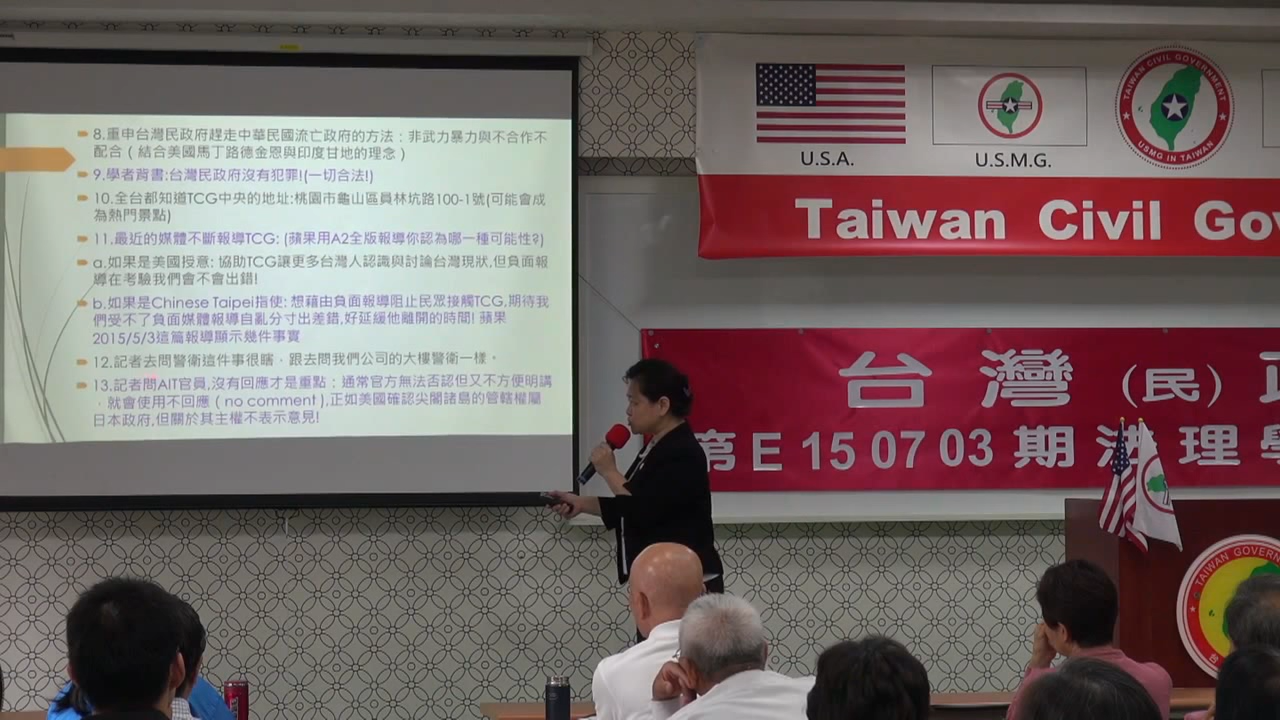 8.重申台灣民政府趕走中華民國流亡政府的方法：非武力暴力與不合作不
配合（結合美國馬丁路德金恩與印度甘地的理念）
9.學者背書:台灣民政府沒有犯罪!(一切合法!)
10.全台都知道TCG中央的地址:桃園市龜山區員林坑路100-1號(可能會成
為熱門景點)
11.最近的媒體不斷報導TCG: (蘋果用A2全版報導你認為哪一種可能性?)
a.如果是美國授意: 協助TCG讓更多台灣人認識與討論台灣現狀,但負面報
導在考驗我們會不會出錯!
b.如果是Chinese Taipei指使: 想藉由負面報導阻止民眾接觸TCG,期待我
們受不了負面媒體報導自亂分寸出差錯,好延緩他離開的時間! 蘋果
2015/5/3這篇報導顯示幾件事實
12.記者去問警衛這件事很瞎，跟去問我們公司的大樓警衛一樣。
13.記者問AIT官員,沒有回應才是重點：通常官方無法否認但又不方便明講
，就會使用不回應（no comment）,正如美國確認尖閣諸島的管轄權屬
日本政府,但關於其主權不表示意見!
U.S.A.
U.S.M.G.
TAIWAN CIVIL GOVERNMENT
USMG IN TAIWAN
Taiwan Civil Go
台灣（民）
第E 15 07 03 期 法理學
TAIWAN GOVERN